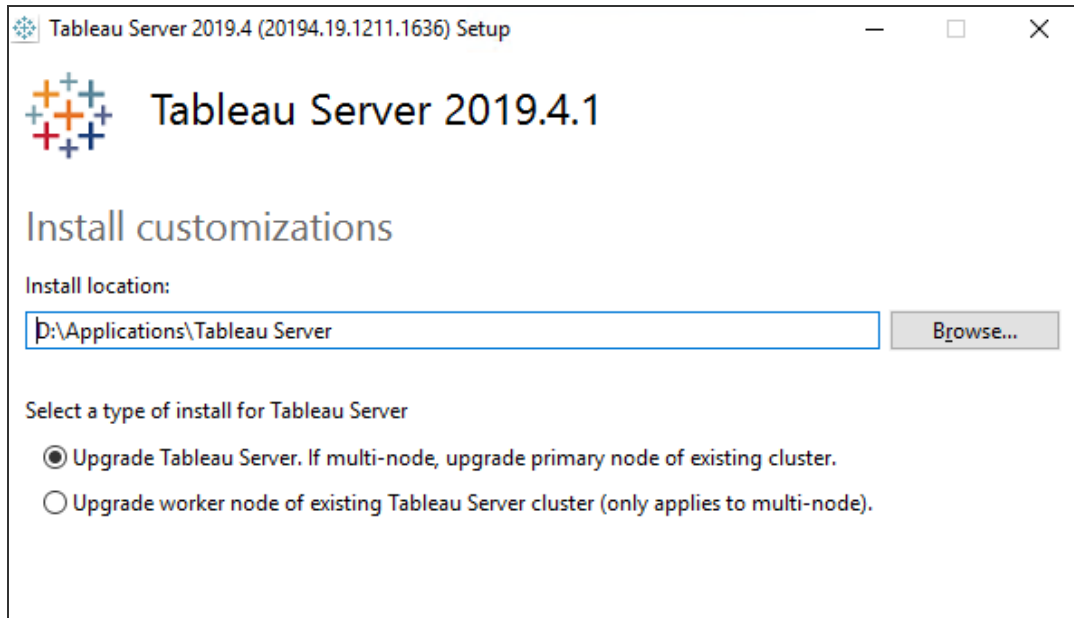 Tableau Server 2019.4 (20194.19.1211.1636) Setup
Tableau Server 2019.4.1
Install customizations
Install location:
D:\Applications\Tableau Server
Browse...
Select a type of install for Tableau Server
Upgrade Tableau Server. If multi-node, upgrade primary node of existing cluster.
Upgrade worker node of existing Tableau Server cluster (only applies to multi-node).